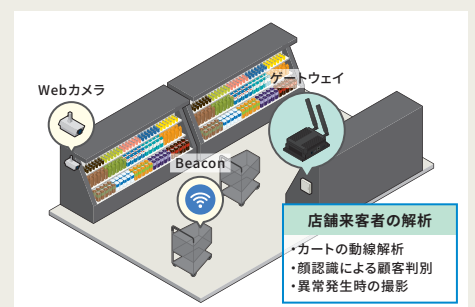 Webカメラ
ゲートウェイ
Beacon
店舗来客者の解析
・カートの動線解析
・顔認識による顧客判別
・異常発生時の撮影